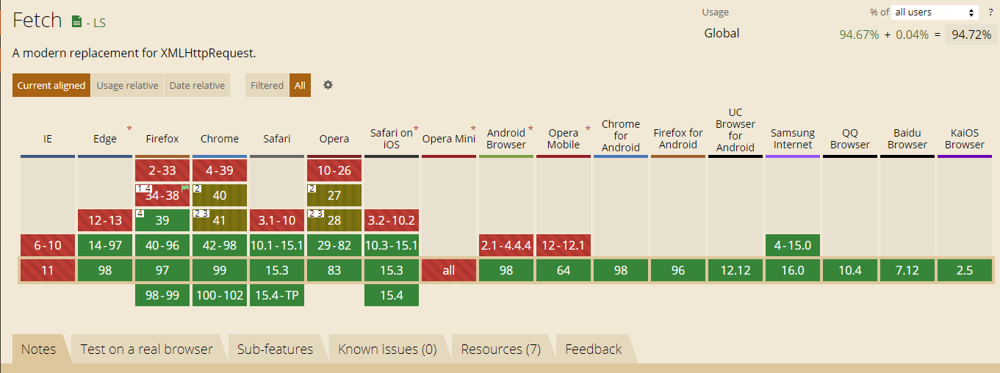 Fetch - LS
Usage % of all users ?
Global 94.67% + 0.04% = 94.72%
A modern replacement for XMLHttpRequest.
Current aligned Usage relative Date relative Filtered All
IE Edge * Firefox Chrome Safari Opera Safari on iOS * Opera Mini * Android Browser * Opera Mobile * Chrome for Android Firefox for Android UC Browser for Android Samsung Internet QQ Browser Baidu Browser KaiOS Browser
2-33 4-39 10-26
1 4 34-38 2 40 2 27
12-13 4 39 2 3 41 3.1-10 2 3 28 3.2-10.2
6-10 14-97 40-96 42-98 10.1-15.1 29-82 10.3-15.1 2.1-4.4.4 12-12.1 4-15.0
11 98 97 99 15.3 83 15.3 all 98 64 98 96 12.12 16.0 10.4 7.12 2.5
98-99 100-102 15.4-TP 15.4
Notes Test on a real browser Sub-features Known issues (0) Resources (7) Feedback